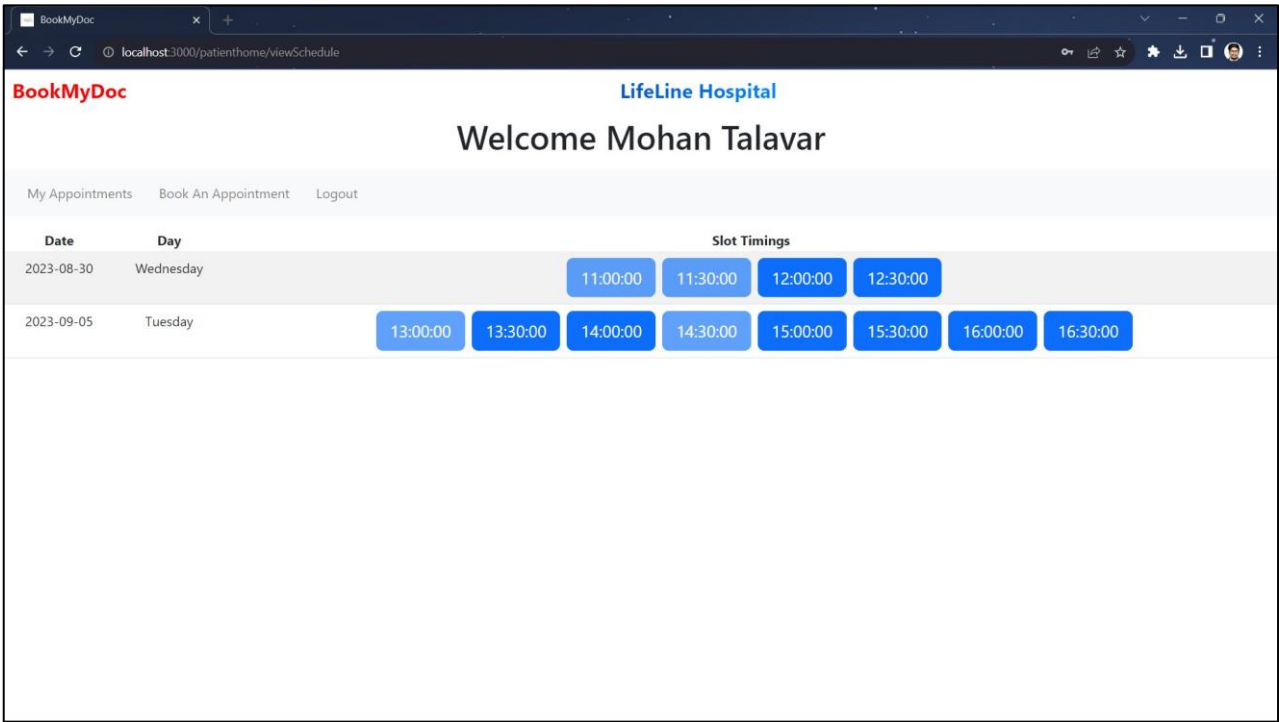 BookMyDoc
localhost:3000/patienthome/viewSchedule
BookMyDoc LifeLine Hospital
Welcome Mohan Talavar
My Appointments Book An Appointment Logout
Date Day Slot Timings
2023-08-30 Wednesday 11:00:00 11:30:00 12:00:00 12:30:00
2023-09-05 Tuesday 13:00:00 13:30:00 14:00:00 14:30:00 15:00:00 15:30:00 16:00:00 16:30:00